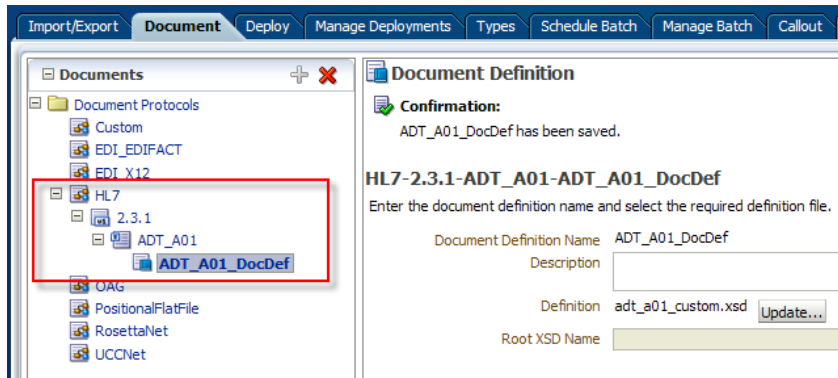 Import/Export Document Deploy Manage Deployments Types Schedule Batch Manage Batch Callout
Documents
Document Protocols
Custom
EDI_EDIFACT
EDI_X12
HL7
2.3.1
ADT_A01
ADT_A01_DocDef
OAG
PositionalFlatFile
RosettaNet
UCCNet
Document Definition
Confirmation:
ADT_A01_DocDef has been saved.
HL7-2.3.1-ADT_A01-ADT_A01_DocDef
Enter the document definition name and select the required definition file.
Document Definition Name ADT_A01_DocDef
Description
Definition adt_a01_custom.xsd Update...
Root XSD Name